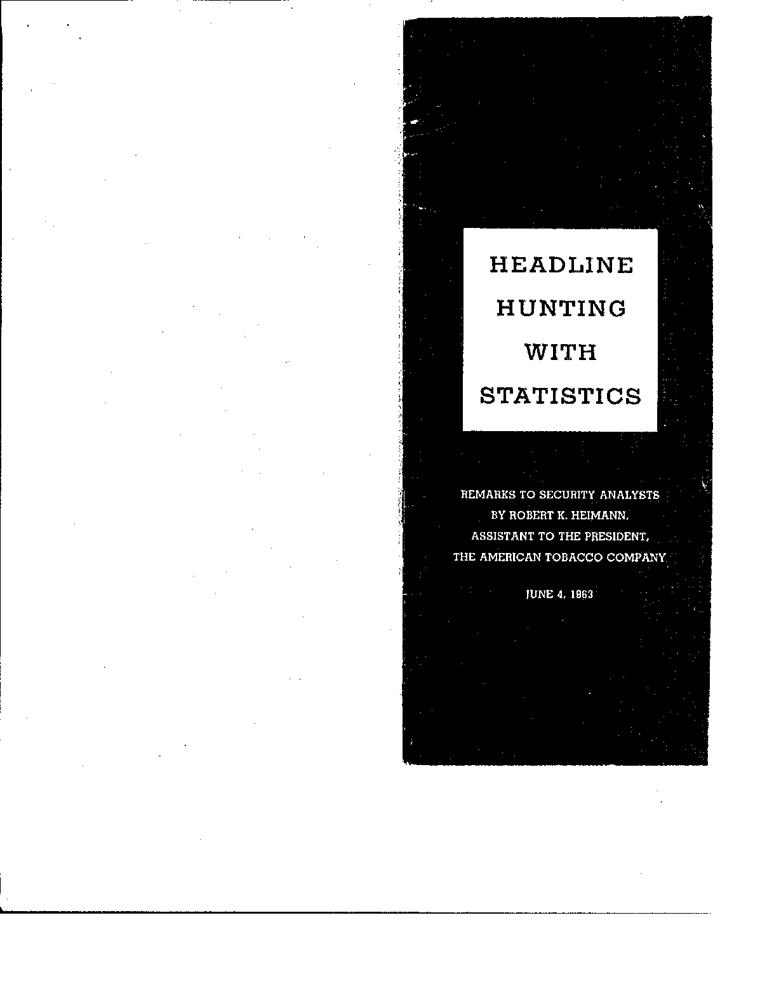 HEADLINE
HUNTING
WITH
STATISTICS
REMARKS TO SECURITY ANALYSTS
BY ROBERT K. HEIMANN,
ASSISTANT TO THE PRESIDENT,
THE AMERICAN TOBACCO COMPANY
JUNE 4, 1963